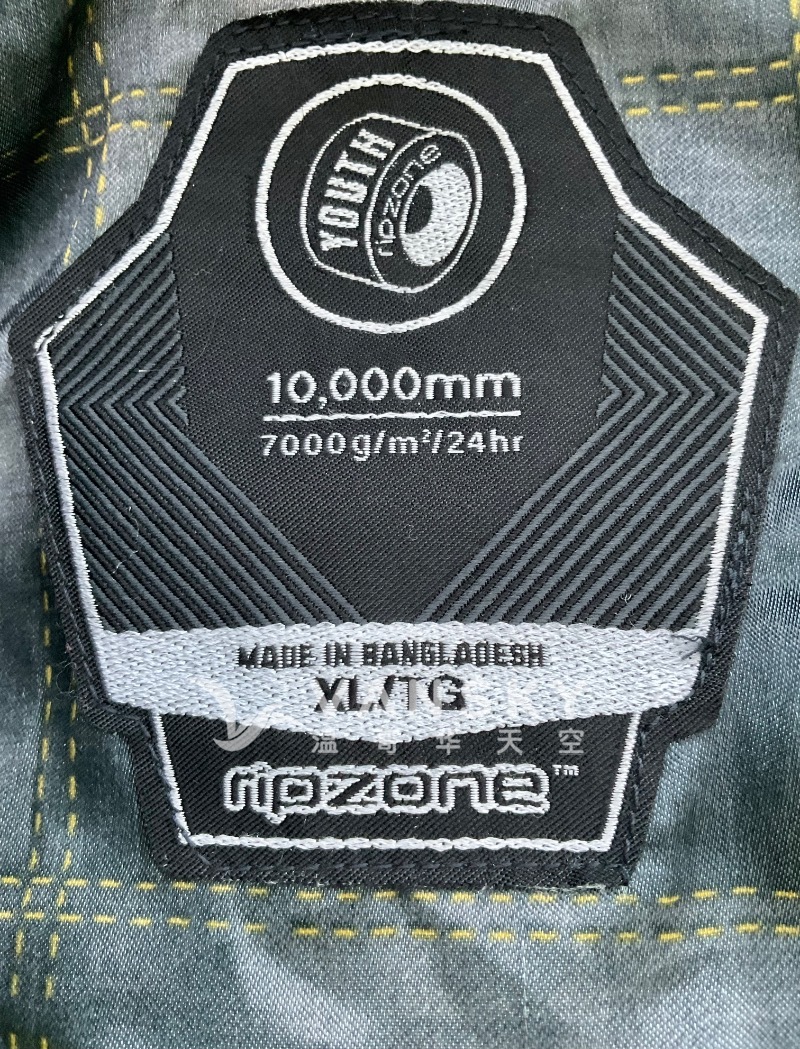 YOUTH
ripzone
10,000mm
7000g/m²/24hr
MADE IN BANGLADESH
XL/TG
温哥华天空
ripzone™